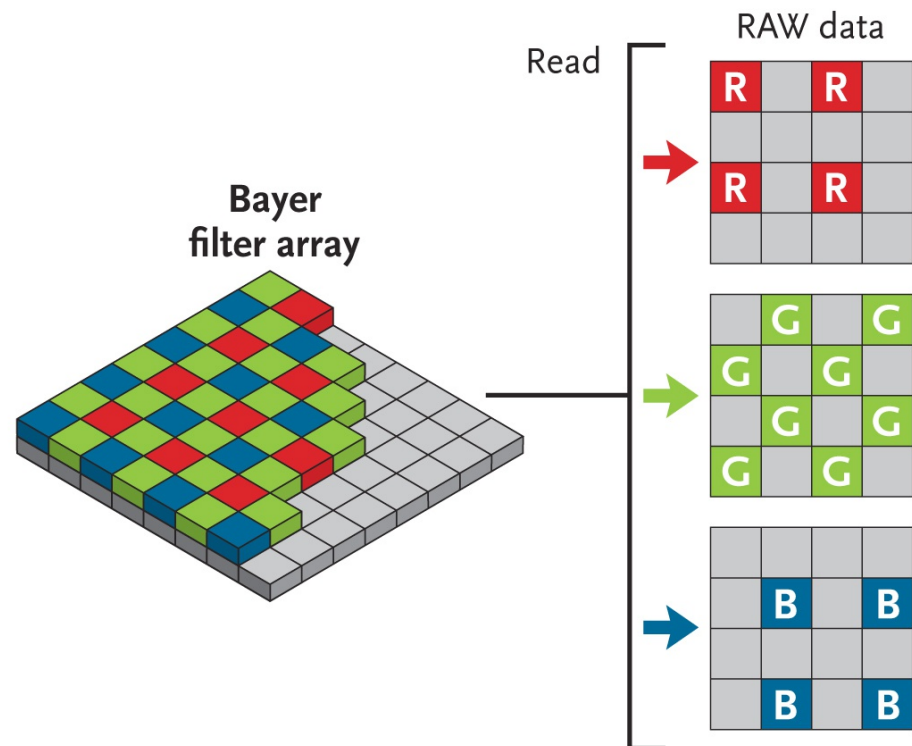 RAW data
Read
R R
R R
Bayer
filter array
G G
G G
G G
G G
B B
B B